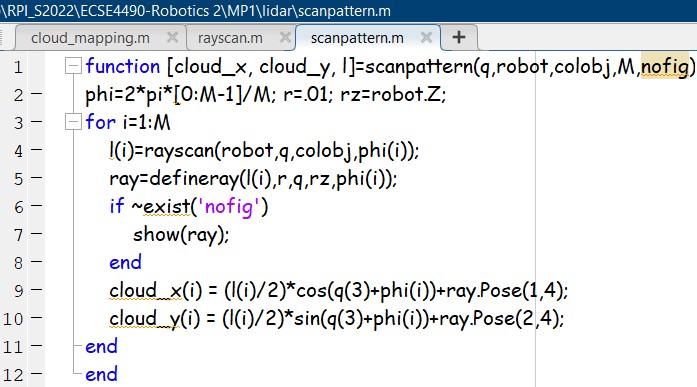 \RPI_S2022\ECSE4490-Robotics 2\MP1\lidar\scanpattern.m
cloud_mapping.m × rayscan.m × scanpattern.m × +
1 function [cloud_x, cloud_y, l]=scanpattern(q,robot,colobj,M,nofig)
2 – phi=2*pi*[0:M-1]/M; r=.01; rz=robot.Z;
3 – for i=1:M
4 – l(i)=rayscan(robot,q,colobj,phi(i));
5 – ray=defineray(l(i),r,q,rz,phi(i));
6 – if ~exist('nofig')
7 – show(ray);
8 – end
9 – cloud_x(i) = (l(i)/2)*cos(q(3)+phi(i))+ray.Pose(1,4);
10 – cloud_y(i) = (l(i)/2)*sin(q(3)+phi(i))+ray.Pose(2,4);
11 – end
12 – end